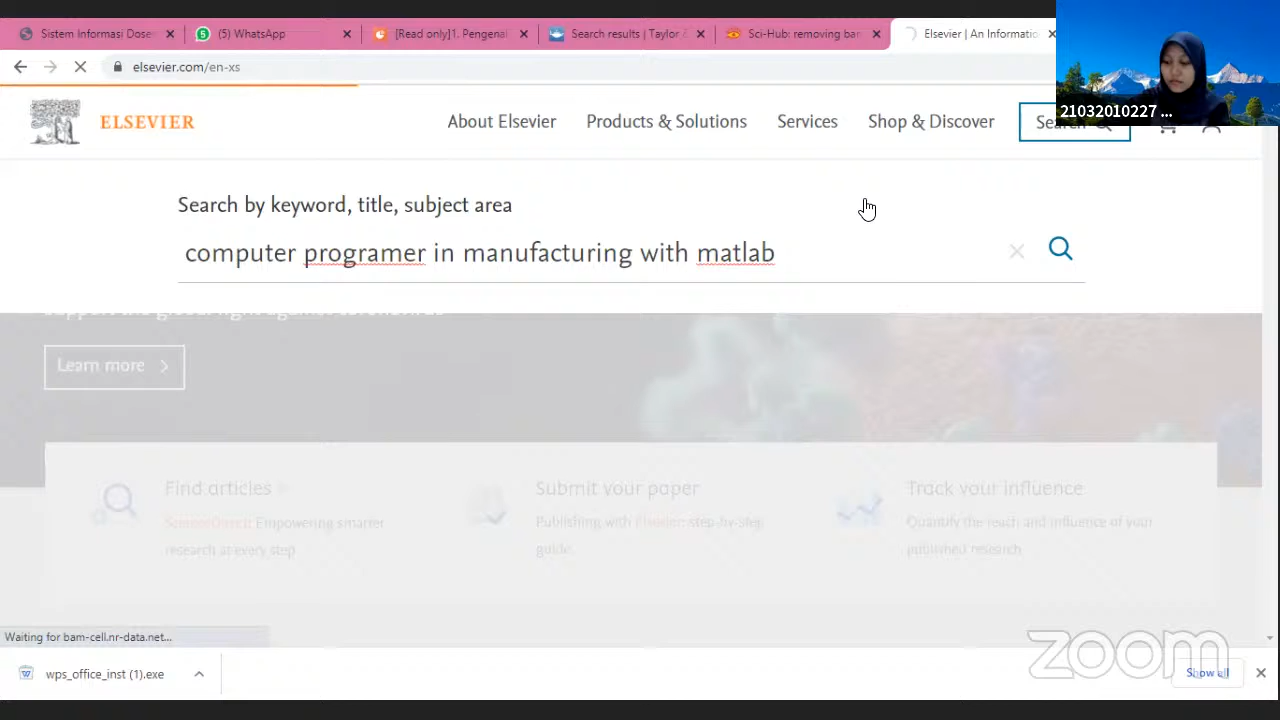 Sistem Informasi Dose
(5) WhatsApp
[Read only]1. Pengenal
Search results | Taylor &
Sci-Hub: removing bar
Elsevier | An Informatio
elsevier.com/en-xs
21032010227 ...
ELSEVIER
About Elsevier
Products & Solutions
Services
Shop & Discover
Search
Search by keyword, title, subject area
computer programer in manufacturing with matlab
Learn more
Find articles
Submit your paper
Track your influence
ScienceDirect: Empowering smarter
research at every step
Publishing with Elsevier: step-by-step
guide
Quantify the reach and influence of your
published research
Waiting for bam-cell.nr-data.net...
wps_office_inst (1).exe
zoom
Show all